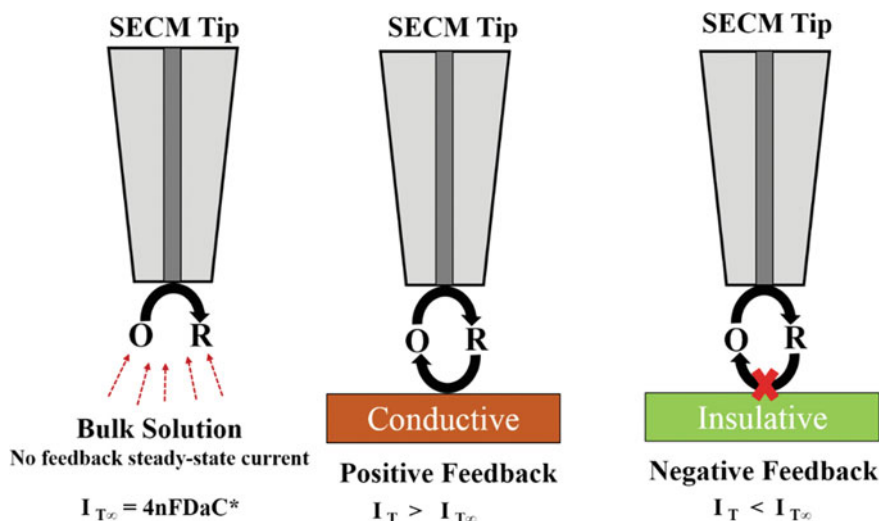 SECM Tip
O R
Bulk Solution
No feedback steady-state current
I T∞ = 4nFDaC*
SECM Tip
O R
Conductive
Positive Feedback
I T > I T∞
SECM Tip
O R
Insulative
Negative Feedback
I T < I T∞